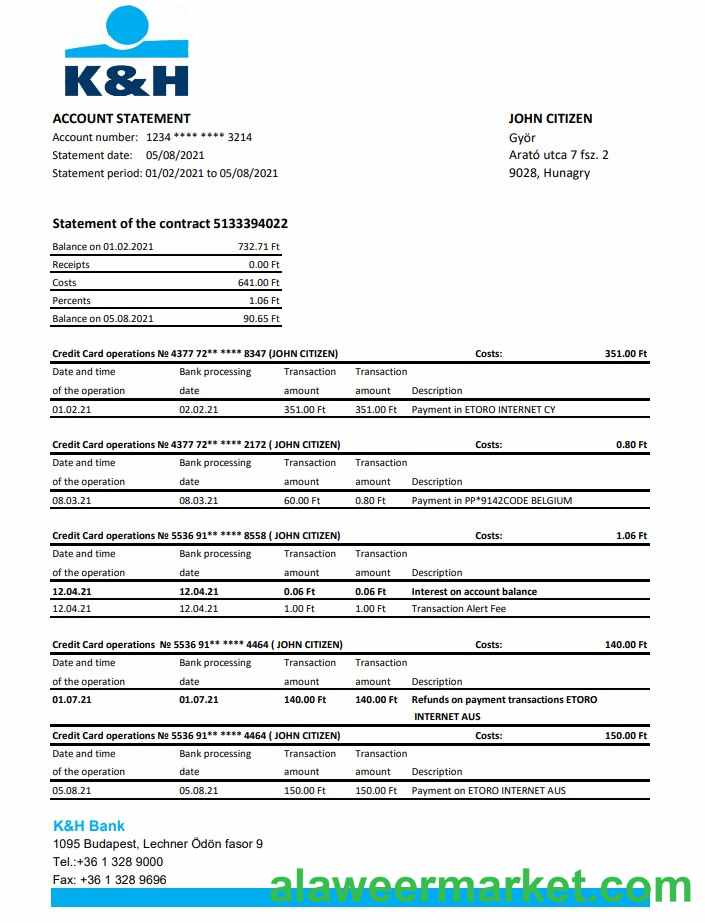 K&H
ACCOUNT STATEMENT
Account number: 1234 **** **** 3214
Statement date: 05/08/2021
Statement period: 01/02/2021 to 05/08/2021
JOHN CITIZEN
Györ
Arató utca 7 fsz. 2
9028, Hunagry
Statement of the contract 5133394022
Balance on 01.02.2021 732.71 Ft
Receipts 0.00 Ft
Costs 641.00 Ft
Percents 1.06 Ft
Balance on 05.08.2021 90.65 Ft
Credit Card operations № 4377 72** **** 8347 (JOHN CITIZEN) Costs: 351.00 Ft
Date and time Bank processing Transaction Transaction
of the operation date amount amount Description
01.02.21 02.02.21 351.00 Ft 351.00 Ft Payment in ETORO INTERNET CY
Credit Card operations № 4377 72** **** 2172 ( JOHN CITIZEN) Costs: 0.80 Ft
Date and time Bank processing Transaction Transaction
of the operation date amount amount Description
08.03.21 08.03.21 60.00 Ft 0.80 Ft Payment in PP*9142CODE BELGIUM
Credit Card operations № 5536 91** **** 8558 ( JOHN CITIZEN) Costs: 1.06 Ft
Date and time Bank processing Transaction Transaction
of the operation date amount amount Description
12.04.21 12.04.21 0.06 Ft 0.06 Ft Interest on account balance
12.04.21 12.04.21 1.00 Ft 1.00 Ft Transaction Alert Fee
Credit Card operations № 5536 91** **** 4464 ( JOHN CITIZEN) Costs: 140.00 Ft
Date and time Bank processing Transaction Transaction
of the operation date amount amount Description
01.07.21 01.07.21 140.00 Ft 140.00 Ft Refunds on payment transactions ETORO
INTERNET AUS
Credit Card operations № 5536 91** **** 4464 ( JOHN CITIZEN) Costs: 150.00 Ft
Date and time Bank processing Transaction Transaction
of the operation date amount amount Description
05.08.21 05.08.21 150.00 Ft 150.00 Ft Payment on ETORO INTERNET AUS
K&H Bank
1095 Budapest, Lechner Ödön fasor 9
Tel.:+36 1 328 9000
Fax: +36 1 328 9696
alaweermarket.com